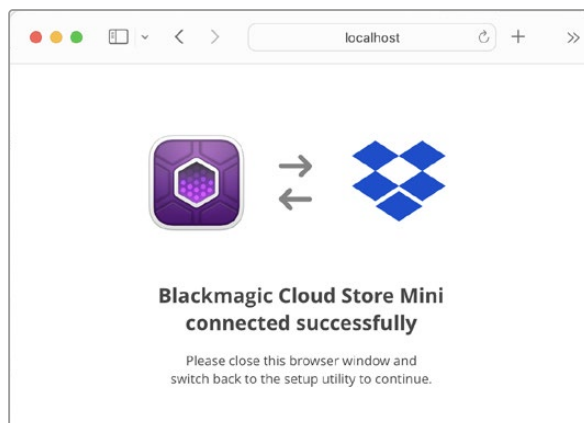 localhost
Blackmagic Cloud Store Mini
connected successfully
Please close this browser window and
switch back to the setup utility to continue.